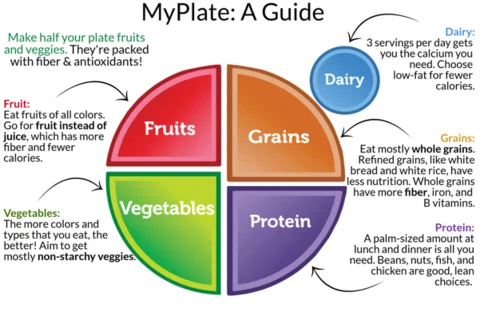 MyPlate: A Guide
Make half your plate fruits
and veggies. They're packed
with fiber & antioxidants!
Fruit:
Eat fruits of all colors.
Go for fruit instead of
juice, which has more
fiber and fewer
calories.
Vegetables:
The more colors and
types that you eat, the
better! Aim to get
mostly non-starchy veggies.
Fruits
Vegetables
Grains
Protein
Dairy
Dairy:
3 servings per day gets
you the calcium you
need. Choose
low-fat for fewer
calories.
Grains:
Eat mostly whole grains.
Refined grains, like white
bread and white rice, have
less nutrition. Whole grains
have more fiber, iron, and
B vitamins.
Protein:
A palm-sized amount at
lunch and dinner is all you
need. Beans, nuts, fish, and
chicken are good, lean
choices.